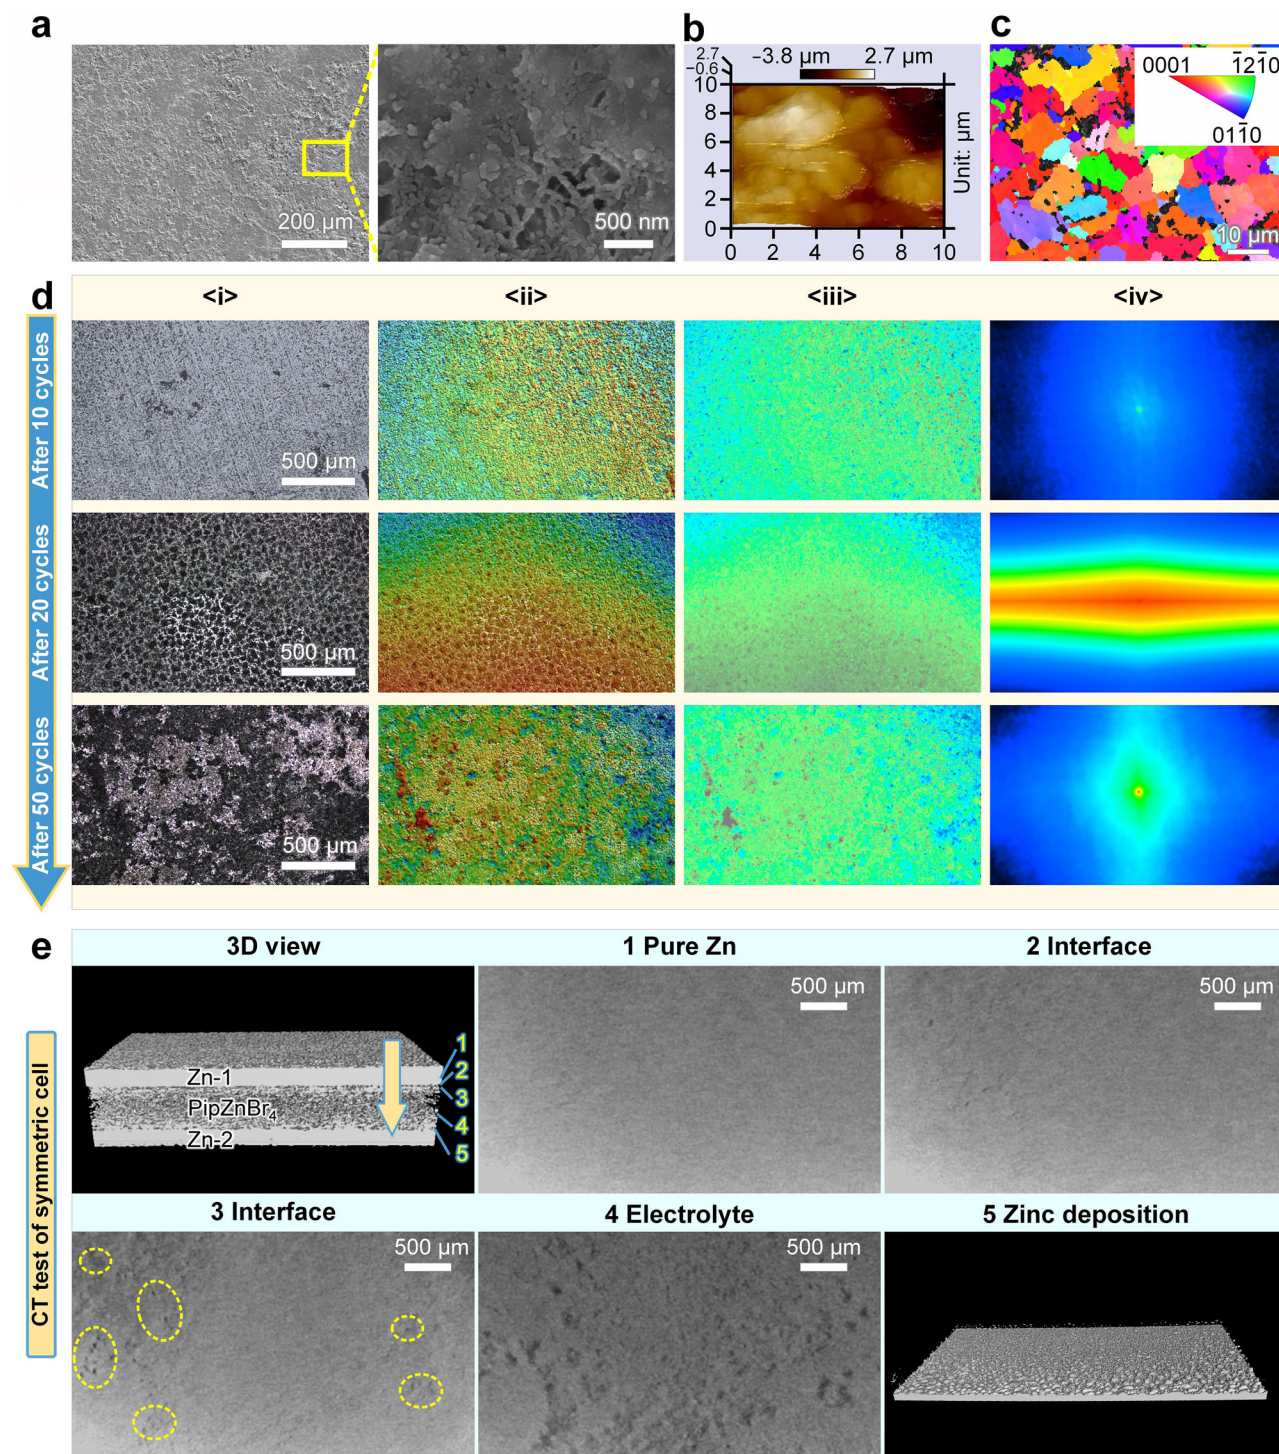 a
200 µm
500 nm
b
2.7
−0.6
−3.8 µm 2.7 µm
10
8
6
4
2
0
0 2 4 6 8 10
Unit: µm
c
0001 1̅21̅0
011̅0
10 µm
d
<i> <ii> <iii> <iv>
After 10 cycles
500 µm
After 20 cycles
500 µm
After 50 cycles
500 µm
e
CT test of symmetric cell
3D view
Zn-1
PipZnBr₄
Zn-2
1
2
3
4
5
1 Pure Zn
500 µm
2 Interface
500 µm
3 Interface
500 µm
4 Electrolyte
500 µm
5 Zinc deposition